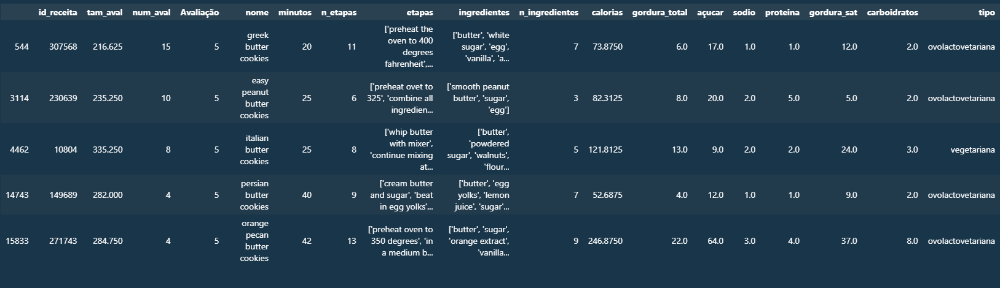 id_receita tam_aval num_aval Avaliação nome minutos n_etapas etapas ingredientes n_ingredientes calorias gordura_total açucar sodio proteina gordura_sat carboidratos tipo
544 307568 216.625 15 5 greek butter cookies 20 11 ['preheat the oven to 400 degrees fahrenheit',... ['butter', 'white sugar', 'egg', 'vanilla', 'a... 7 73.8750 6.0 17.0 1.0 1.0 12.0 2.0 ovolactovetariana
3114 230639 235.250 10 5 easy peanut butter cookies 25 6 ['preheat ovet to 325', 'combine all ingredien... ['smooth peanut butter', 'sugar', 'egg'] 3 82.3125 8.0 20.0 2.0 5.0 5.0 2.0 ovolactovetariana
4462 10804 335.250 8 5 italian butter cookies 25 8 ['whip butter with mixer', 'continue mixing at... ['butter', 'powdered sugar', 'walnuts', 'flour... 5 121.8125 13.0 9.0 2.0 2.0 24.0 3.0 vegetariana
14743 149689 282.000 4 5 persian butter cookies 40 9 ['cream butter and sugar', 'beat in egg yolks'... ['butter', 'egg yolks', 'lemon juice', 'sugar'... 7 52.6875 4.0 12.0 1.0 1.0 9.0 2.0 ovolactovetariana
15833 271743 284.750 4 5 orange pecan butter cookies 42 13 ['preheat oven to 350 degrees', 'in a medium b... ['butter', 'sugar', 'orange extract', 'vanilla... 9 246.8750 22.0 64.0 3.0 4.0 37.0 8.0 ovolactovetariana